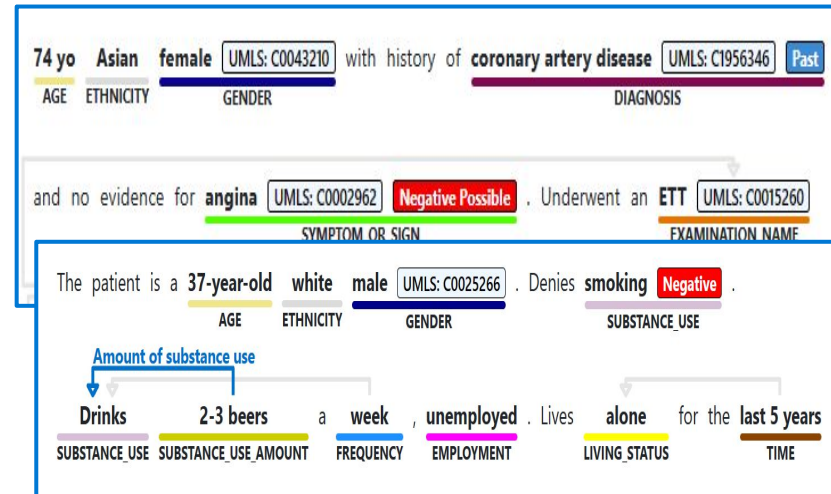 74 yo Asian female UMLS: C0043210 with history of coronary artery disease UMLS: C1956346 Past
AGE ETHNICITY GENDER DIAGNOSIS
and no evidence for angina UMLS: C0002962 Negative Possible . Underwent an ETT UMLS: C0015260
SYMPTOM_OR_SIGN EXAMINATION_NAME
The patient is a 37-year-old white male UMLS: C0025266 . Denies smoking Negative .
AGE ETHNICITY GENDER SUBSTANCE_USE
Amount of substance use
Drinks 2-3 beers a week , unemployed . Lives alone for the last 5 years
SUBSTANCE_USE SUBSTANCE_USE_AMOUNT FREQUENCY EMPLOYMENT LIVING_STATUS TIME